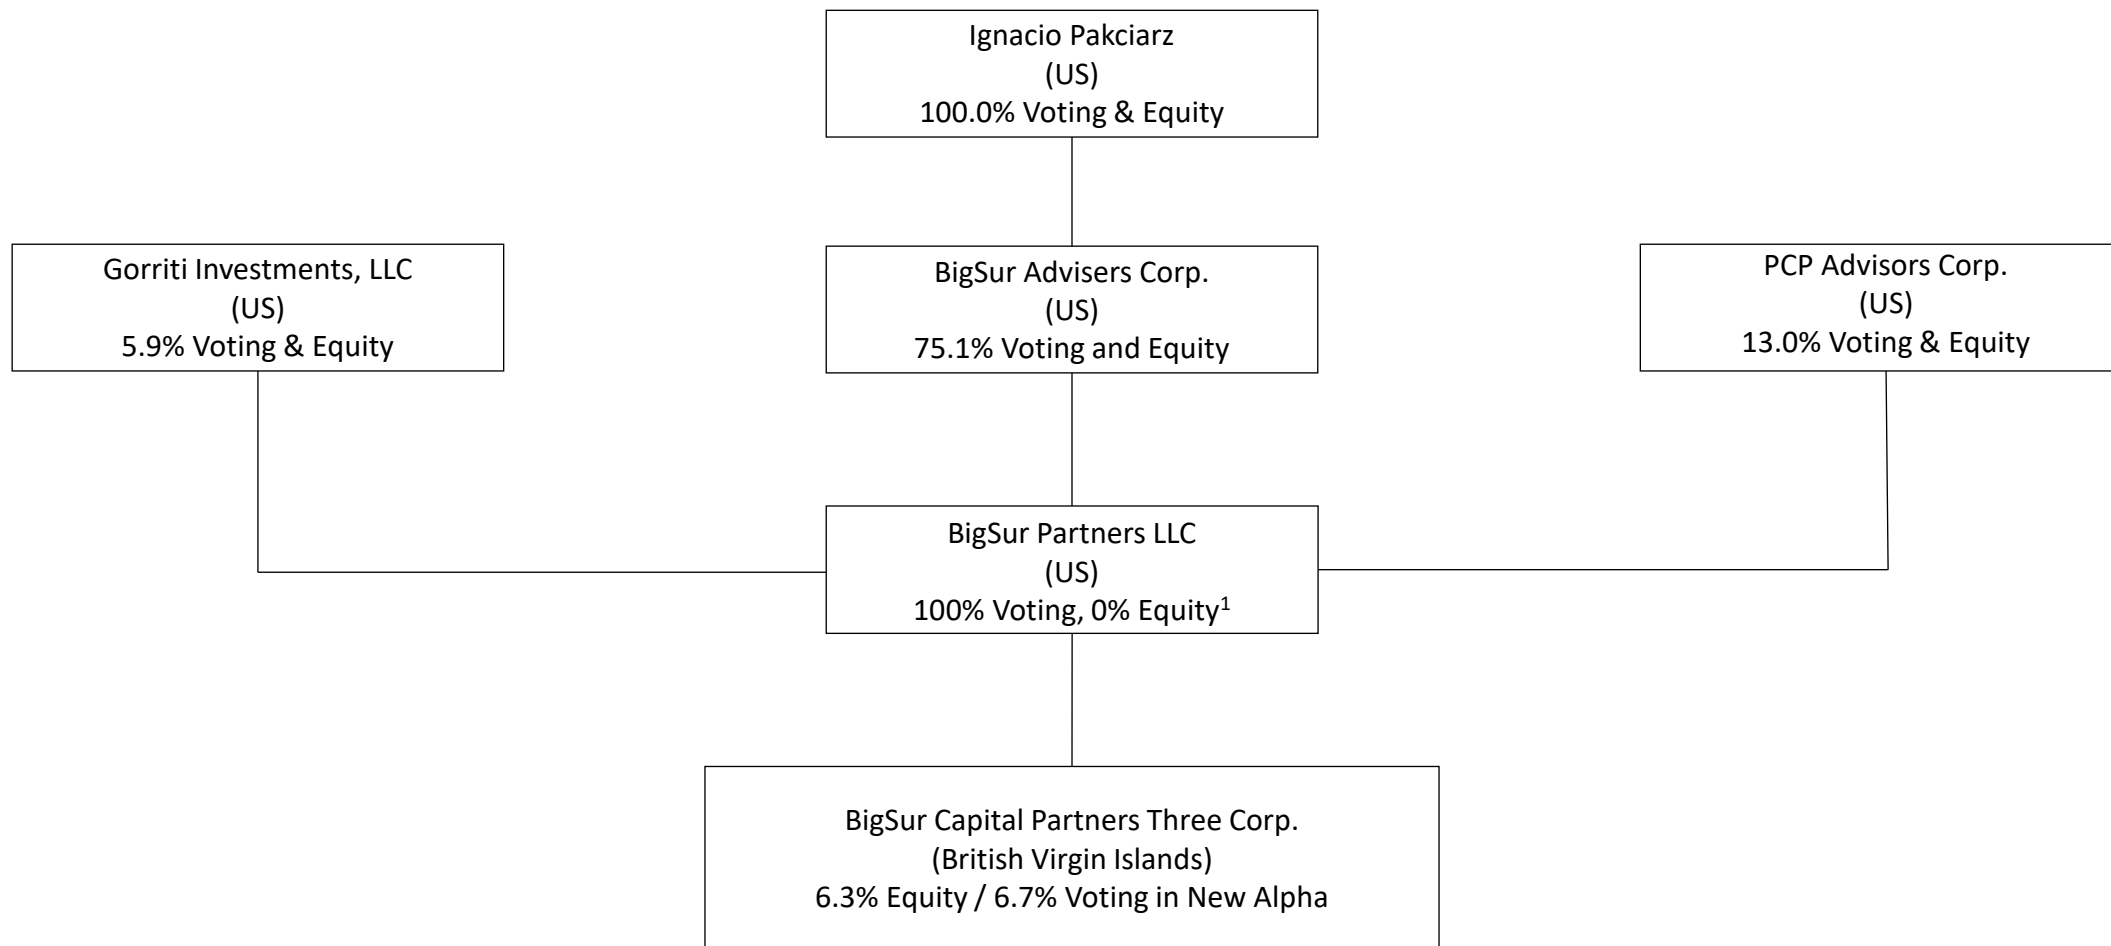 Ignacio Pakciarz
(US)
100.0% Voting & Equity
Gorriti Investments, LLC
(US)
5.9% Voting & Equity
BigSur Advisers Corp.
(US)
75.1% Voting and Equity
PCP Advisors Corp.
(US)
13.0% Voting & Equity
BigSur Partners LLC
(US)
100% Voting, 0% Equity¹
BigSur Capital Partners Three Corp.
(British Virgin Islands)
6.3% Equity / 6.7% Voting in New Alpha